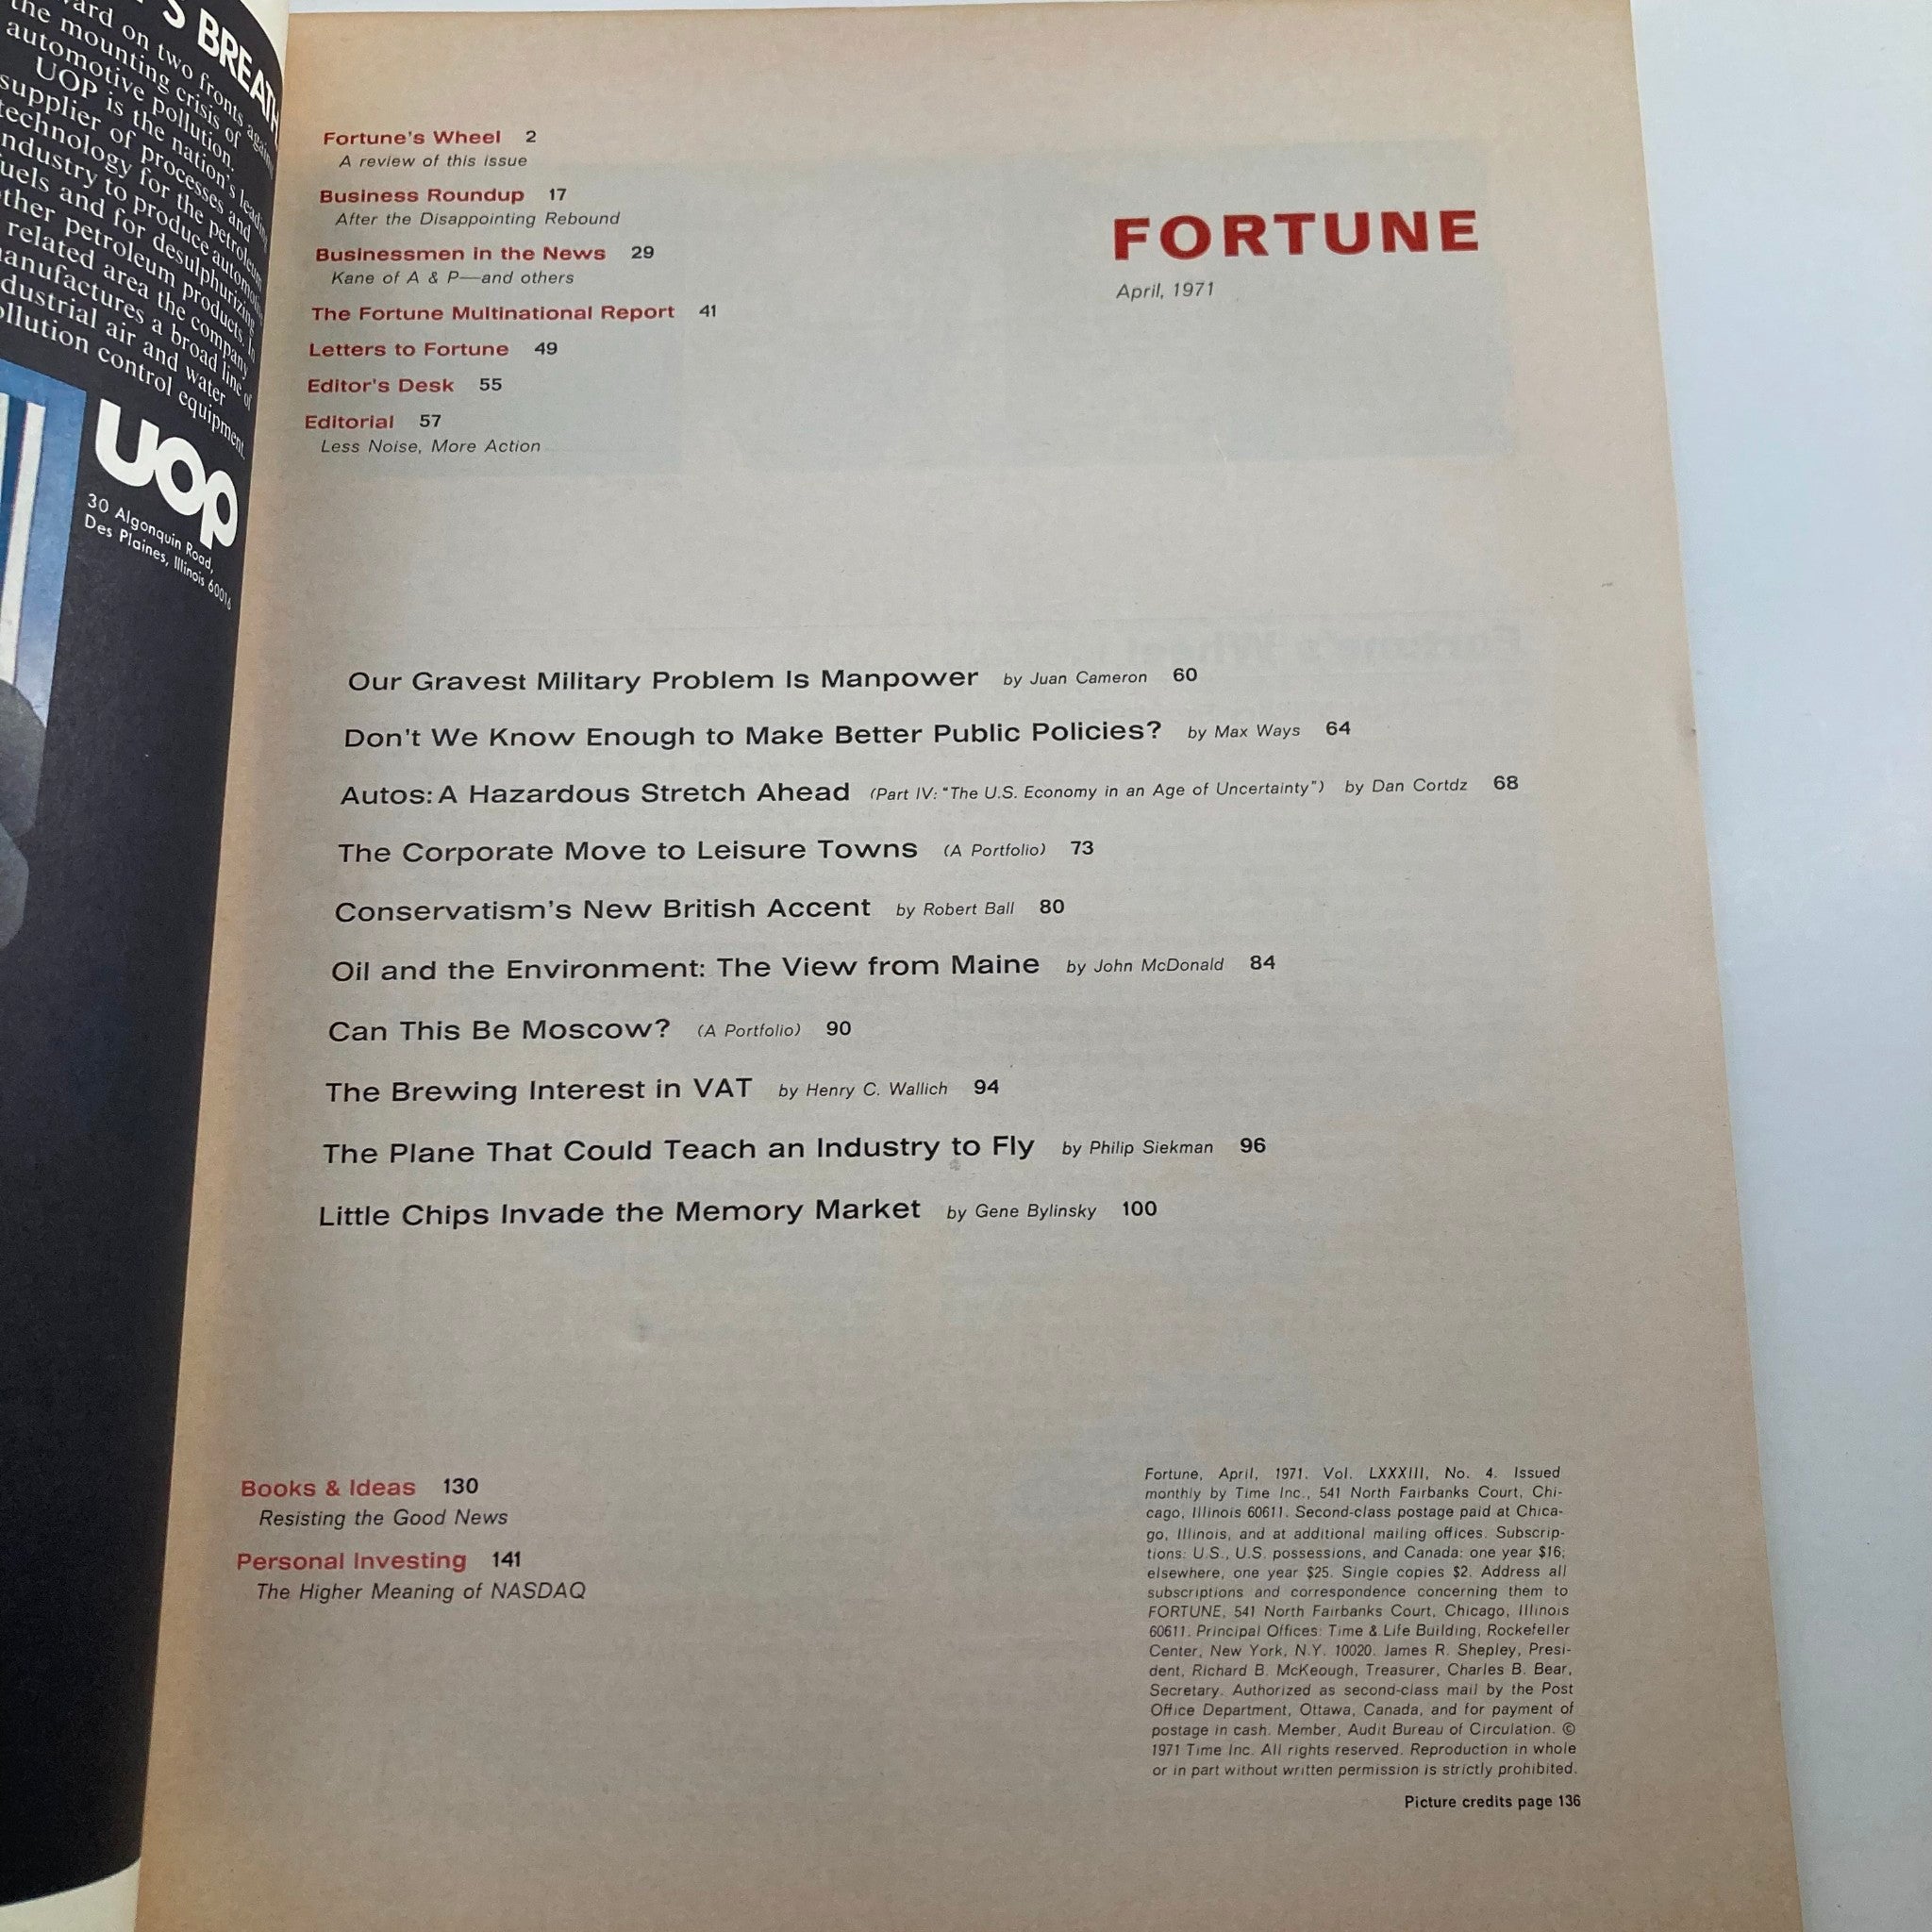 S BREATH
ard on two fronts against
the mounting crisis of
automotive pollution.
UOP is the nation's leading
supplier of processes and
technology for the petroleum
industry to produce automotive
fuels and for desulphurizing
other petroleum products. In
related area the company
manufactures a broad line of
industrial air and water
pollution control equipment.
uop
30 Algonquin Road,
Des Plaines, Illinois 60016
Fortune's Wheel 2
A review of this issue
Business Roundup 17
After the Disappointing Rebound
Businessmen in the News 29
Kane of A & P—and others
The Fortune Multinational Report 41
Letters to Fortune 49
Editor's Desk 55
Editorial 57
Less Noise, More Action
FORTUNE
April, 1971
Our Gravest Military Problem Is Manpower by Juan Cameron 60
Don't We Know Enough to Make Better Public Policies? by Max Ways 64
Autos: A Hazardous Stretch Ahead (Part IV: "The U.S. Economy in an Age of Uncertainty") by Dan Cortdz 68
The Corporate Move to Leisure Towns (A Portfolio) 73
Conservatism's New British Accent by Robert Ball 80
Oil and the Environment: The View from Maine by John McDonald 84
Can This Be Moscow? (A Portfolio) 90
The Brewing Interest in VAT by Henry C. Wallich 94
The Plane That Could Teach an Industry to Fly by Philip Siekman 96
Little Chips Invade the Memory Market by Gene Bylinsky 100
Books & Ideas 130
Resisting the Good News
Personal Investing 141
The Higher Meaning of NASDAQ
Fortune, April, 1971. Vol. LXXXIII, No. 4. Issued
monthly by Time Inc., 541 North Fairbanks Court, Chi-
cago, Illinois 60611. Second-class postage paid at Chica-
go, Illinois, and at additional mailing offices. Subscrip-
tions: U.S., U.S. possessions, and Canada: one year $16;
elsewhere, one year $25. Single copies $2. Address all
subscriptions and correspondence concerning them to
FORTUNE, 541 North Fairbanks Court, Chicago, Illinois
60611. Principal Offices: Time & Life Building, Rockefeller
Center, New York, N.Y. 10020. James R. Shepley, Presi-
dent, Richard B. McKeough, Treasurer, Charles B. Bear,
Secretary. Authorized as second-class mail by the Post
Office Department, Ottawa, Canada, and for payment of
postage in cash. Member, Audit Bureau of Circulation. ©
1971 Time Inc. All rights reserved. Reproduction in whole
or in part without written permission is strictly prohibited.
Picture credits page 136